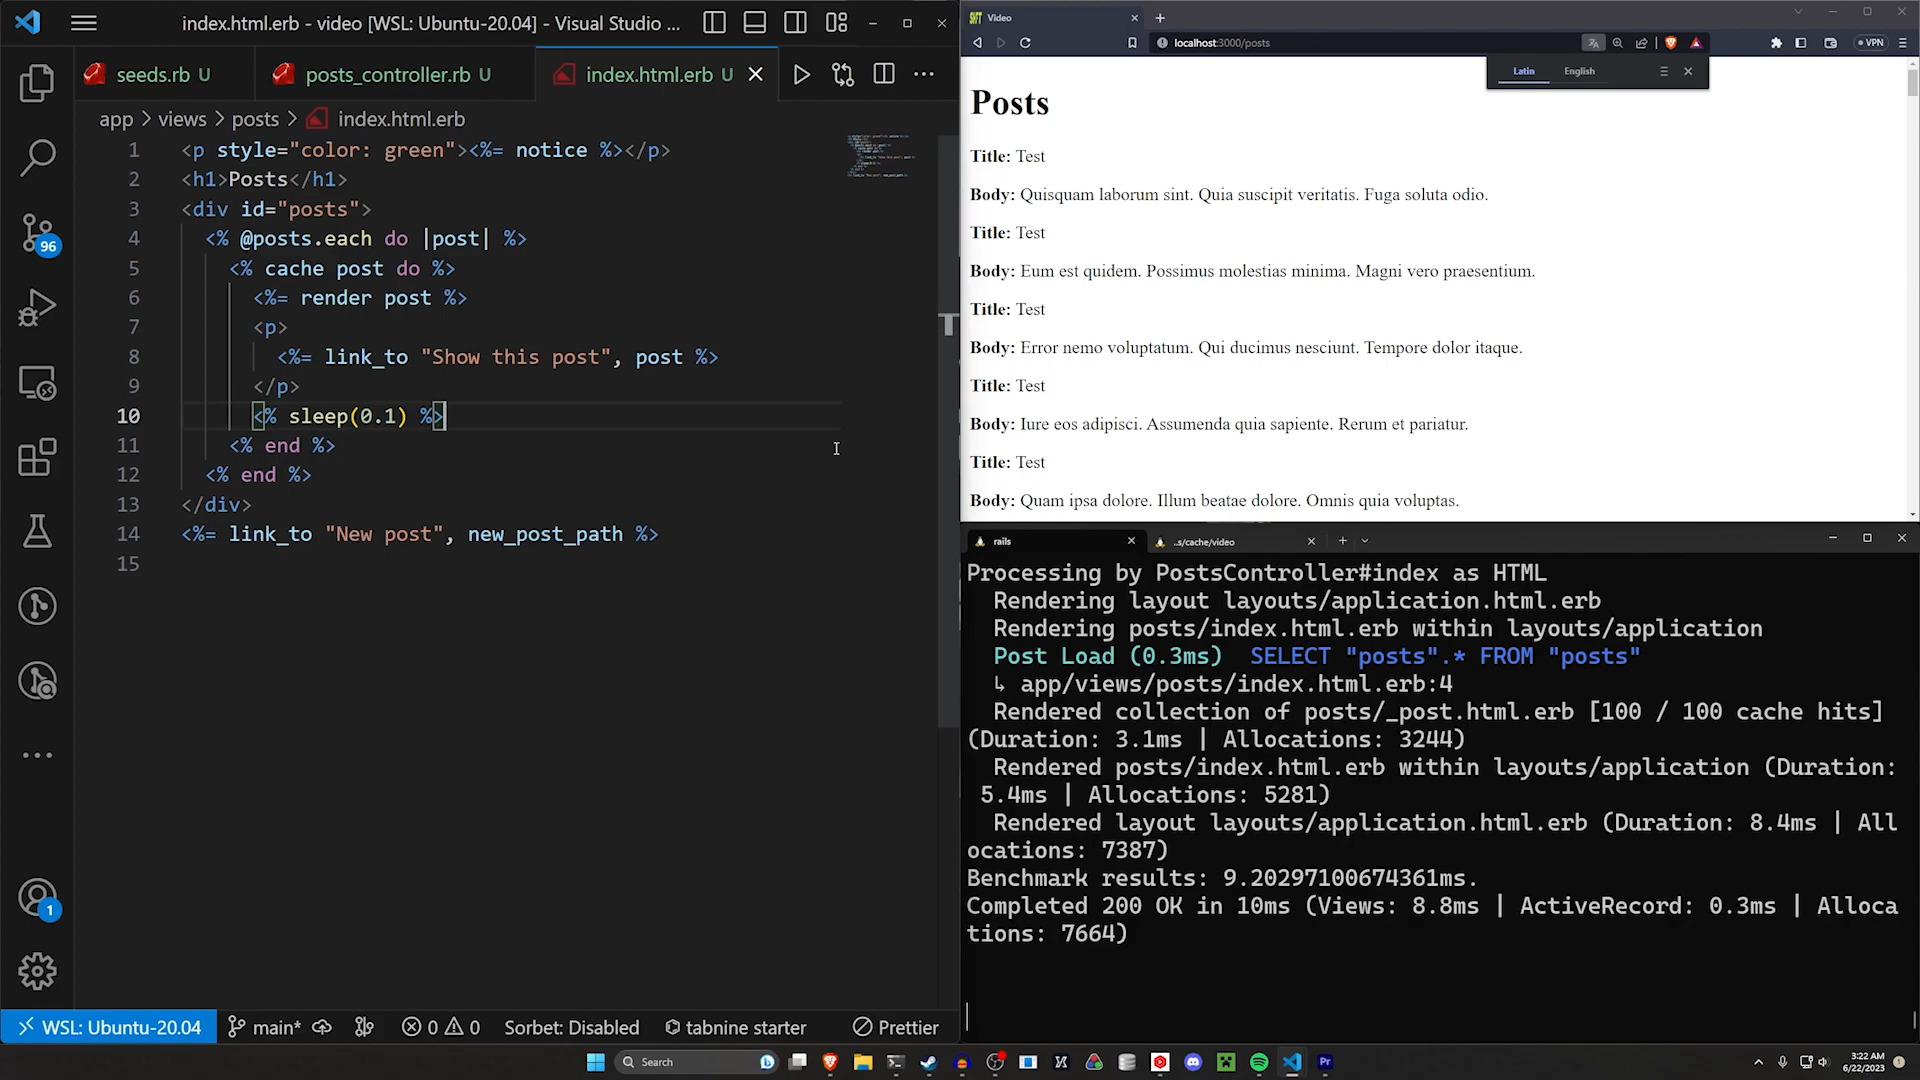 index.html.erb - video [WSL: Ubuntu-20.04] - Visual Studio ...
seeds.rb U
posts_controller.rb U
index.html.erb U
app > views > posts > index.html.erb
1 <p style="color: green"><%= notice %></p>
2 <h1>Posts</h1>
3 <div id="posts">
4 <% @posts.each do |post| %>
5 <% cache post do %>
6 <%= render post %>
7 <p>
8 <%= link_to "Show this post", post %>
9 </p>
10 <% sleep(0.1) %>
11 <% end %>
12 <% end %>
13 </div>
14 <%= link_to "New post", new_post_path %>
15
96
1
WSL: Ubuntu-20.04
main*
0
0
Sorbet: Disabled
tabnine starter
Prettier
Video
localhost:3000/posts
VPN
Latin
English
Posts
Title: Test
Body: Quisquam laborum sint. Quia suscipit veritatis. Fuga soluta odio.
Title: Test
Body: Eum est quidem. Possimus molestias minima. Magni vero praesentium.
Title: Test
Body: Error nemo voluptatum. Qui ducimus nesciunt. Tempore dolor itaque.
Title: Test
Body: Iure eos adipisci. Assumenda quia sapiente. Rerum et pariatur.
Title: Test
Body: Quam ipsa dolore. Illum beatae dolore. Omnis quia voluptas.
rails
..s/cache/video
Processing by PostsController#index as HTML
Rendering layout layouts/application.html.erb
Rendering posts/index.html.erb within layouts/application
Post Load (0.3ms) SELECT "posts".* FROM "posts"
↳ app/views/posts/index.html.erb:4
Rendered collection of posts/_post.html.erb [100 / 100 cache hits]
(Duration: 3.1ms | Allocations: 3244)
Rendered posts/index.html.erb within layouts/application (Duration:
5.4ms | Allocations: 5281)
Rendered layout layouts/application.html.erb (Duration: 8.4ms | All
ocations: 7387)
Benchmark results: 9.20297100674361ms.
Completed 200 OK in 10ms (Views: 8.8ms | ActiveRecord: 0.3ms | Alloca
tions: 7664)
Search
Pr
3:22 AM
6/22/2023